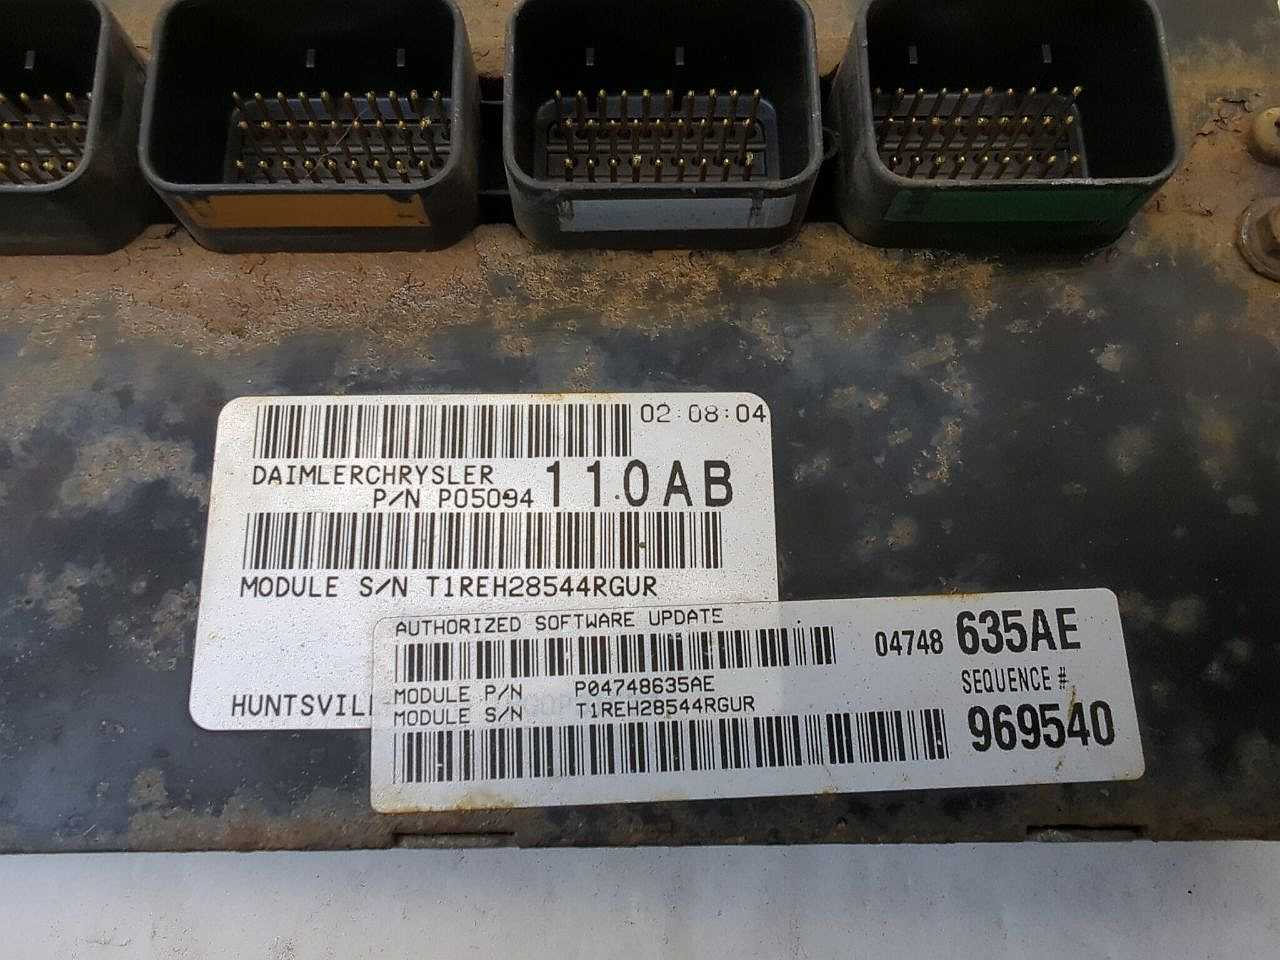 02:08:04
DAIMLERCHRYSLER
P/N P05094 110AB
MODULE S/N T1REH28544RGUR
HUNTSVILL
AUTHORIZED SOFTWARE UPDATE
04748 635AE
MODULE P/N P04748635AE
MODULE S/N T1REH28544RGUR
SEQUENCE #
969540